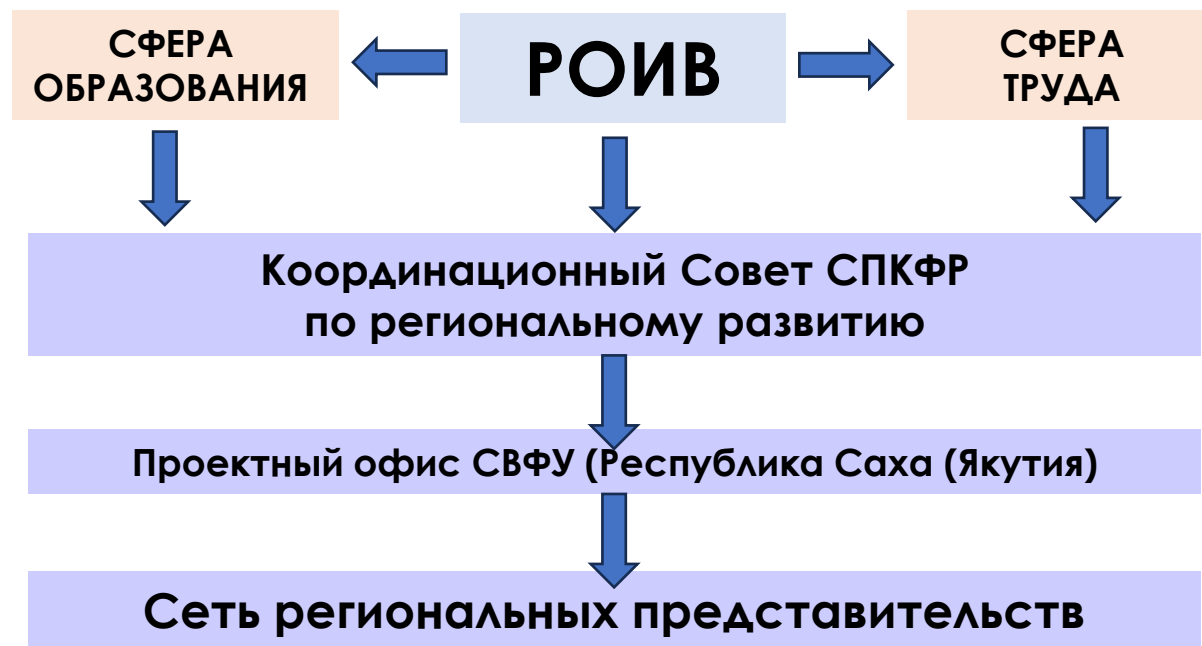 СФЕРА
ОБРАЗОВАНИЯ
РОИВ
СФЕРА
ТРУДА
Координационный Совет СПКФР
по региональному развитию
Проектный офис СВФУ (Республика Саха (Якутия)
Сеть региональных представительств